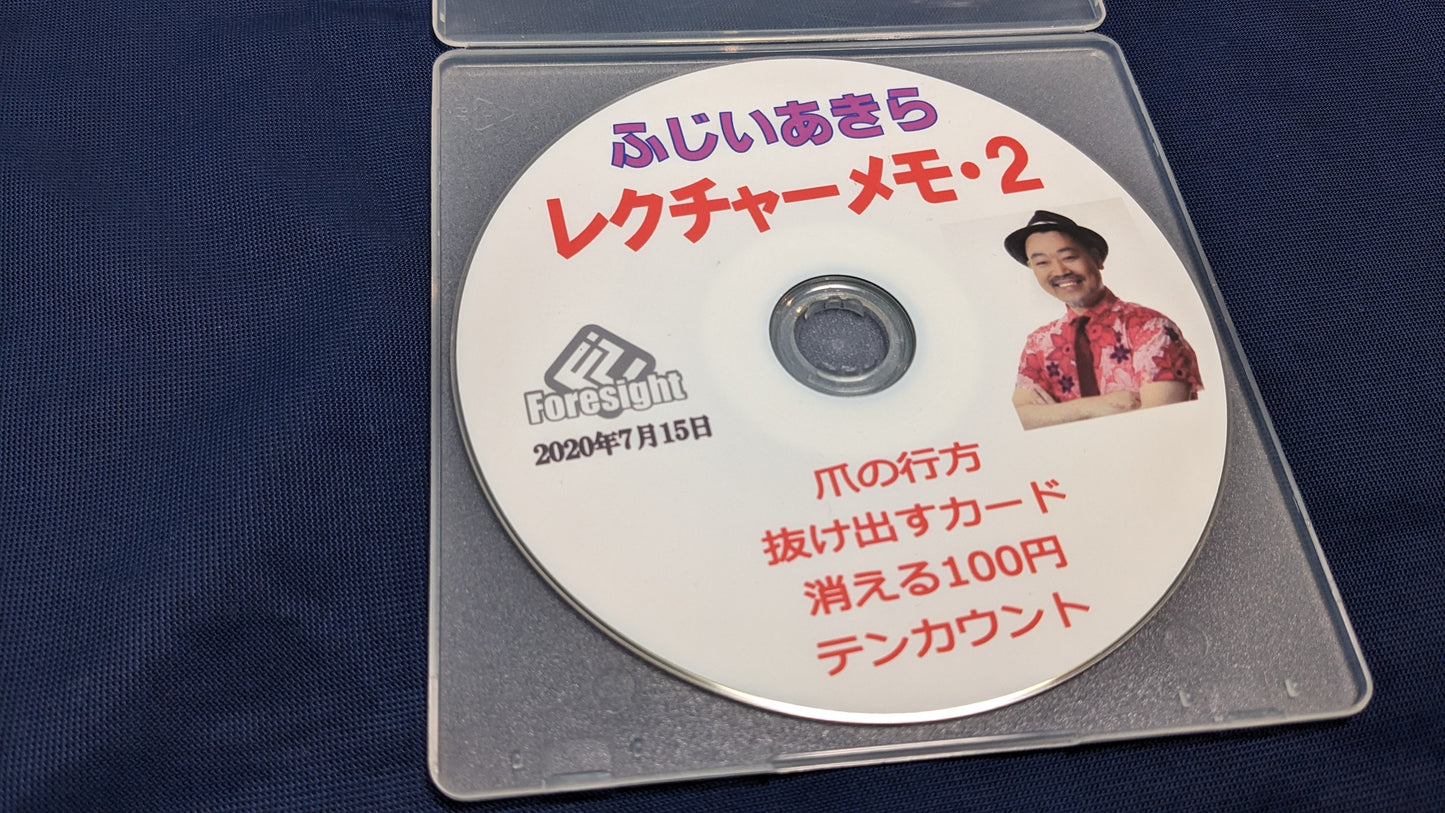 ふじいあきら
レクチャーメモ・2
Foresight
2020年7月15日
爪の行方
抜け出すカード
消える100円
テンカウント